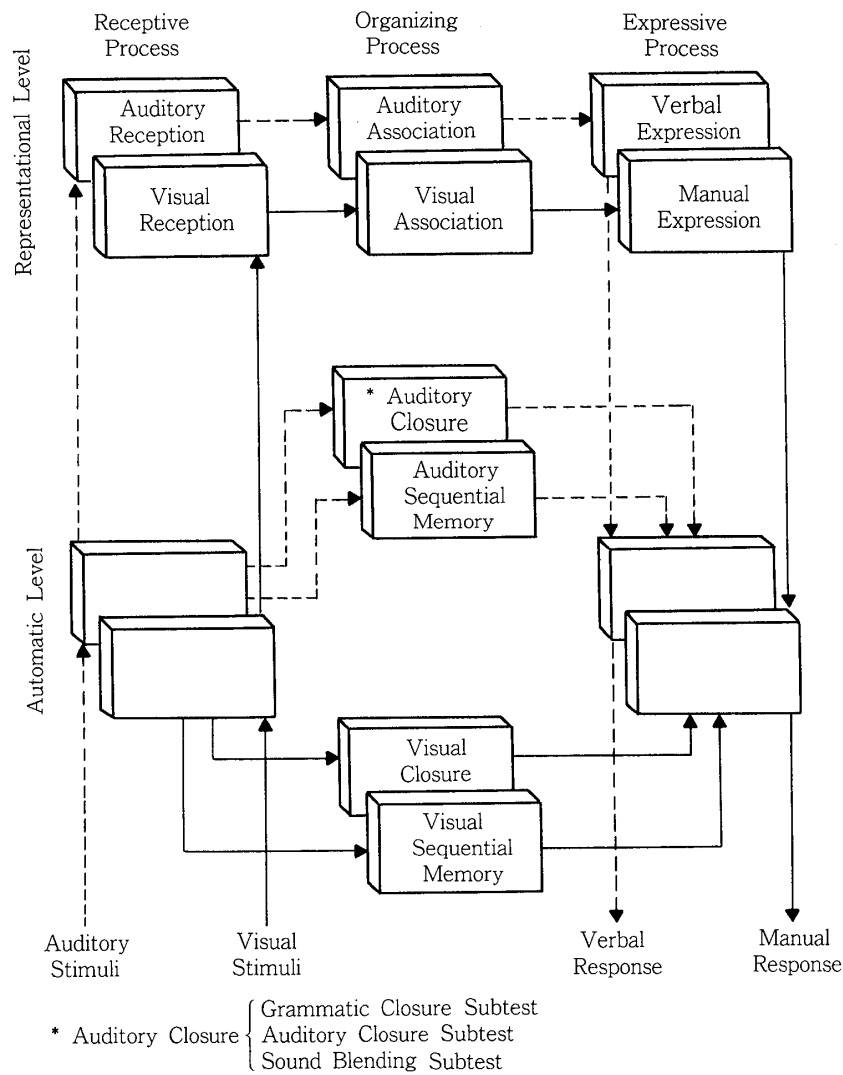 Receptive Process
Organizing Process
Expressive Process
Representational Level
Auditory Reception
Auditory Association
Verbal Expression
Visual Reception
Visual Association
Manual Expression
Automatic Level
* Auditory Closure
Auditory Sequential Memory
Visual Closure
Visual Sequential Memory
Auditory Stimuli
Visual Stimuli
Verbal Response
Manual Response
* Auditory Closure
Grammatic Closure Subtest
Auditory Closure Subtest
Sound Blending Subtest